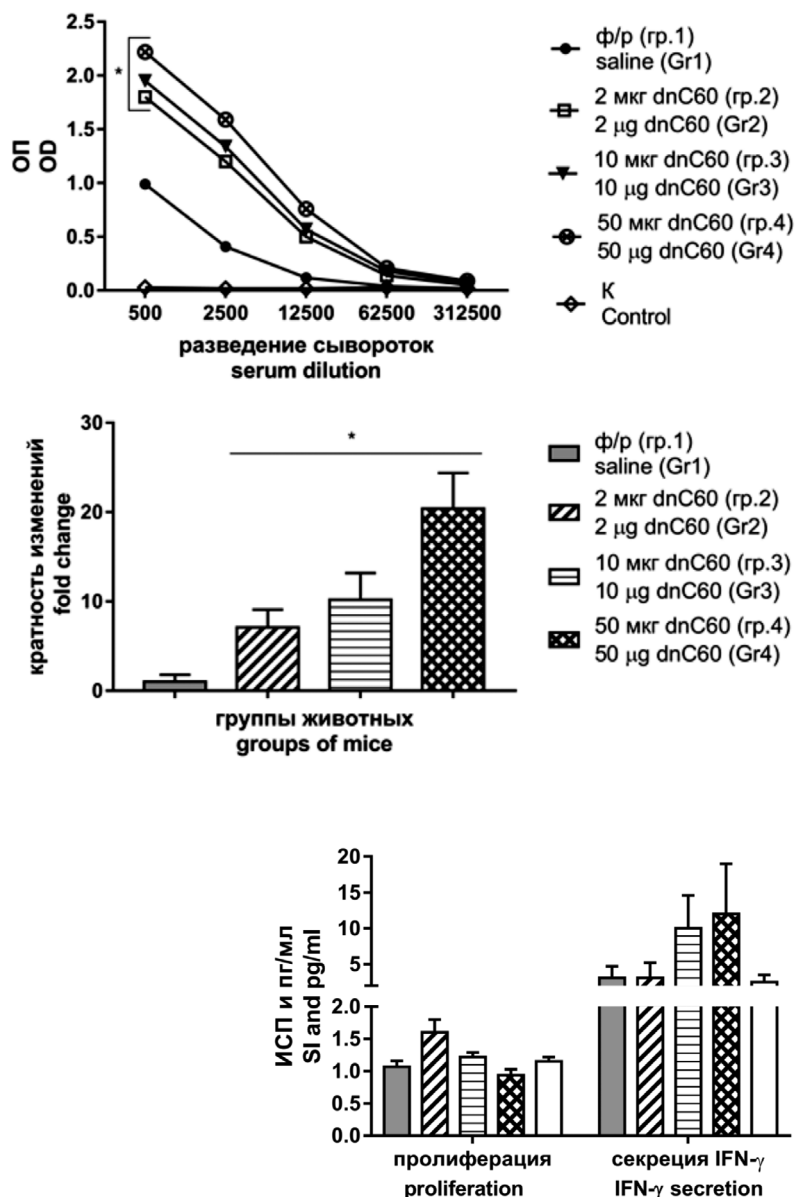 2.5
2.0
1.5
1.0
0.5
0.0
ОП
OD
*
500 2500 12500 62500 312500
разведение сывороток
serum dilution
ф/р (гр.1)
saline (Gr1)
2 мкг dnC60 (гр.2)
2 μg dnC60 (Gr2)
10 мкг dnC60 (гр.3)
10 μg dnC60 (Gr3)
50 мкг dnC60 (гр.4)
50 μg dnC60 (Gr4)
К
Control
30
20
10
0
кратность изменений
fold change
*
группы животных
groups of mice
ф/р (гр.1)
saline (Gr1)
2 мкг dnC60 (гр.2)
2 μg dnC60 (Gr2)
10 мкг dnC60 (гр.3)
10 μg dnC60 (Gr3)
50 мкг dnC60 (гр.4)
50 μg dnC60 (Gr4)
20
15
10
5
2.0
1.5
1.0
0.5
0.0
ИСП и пг/мл
SI and pg/ml
пролиферация
proliferation
секреция IFN-γ
IFN-γ secretion